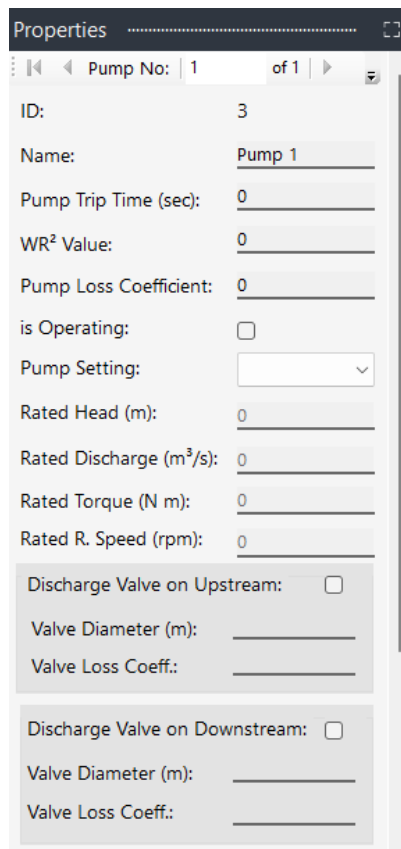 Properties
Pump No: 1 of 1
ID: 3
Name: Pump 1
Pump Trip Time (sec): 0
WR² Value: 0
Pump Loss Coefficient: 0
is Operating:
Pump Setting:
Rated Head (m): 0
Rated Discharge (m³/s): 0
Rated Torque (N m): 0
Rated R. Speed (rpm): 0
Discharge Valve on Upstream:
Valve Diameter (m):
Valve Loss Coeff.:
Discharge Valve on Downstream:
Valve Diameter (m):
Valve Loss Coeff.: